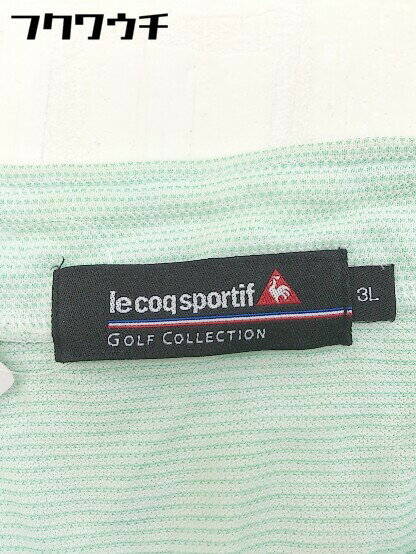 フクウワチ
le coq sportif
3L
GOLF COLLECTION